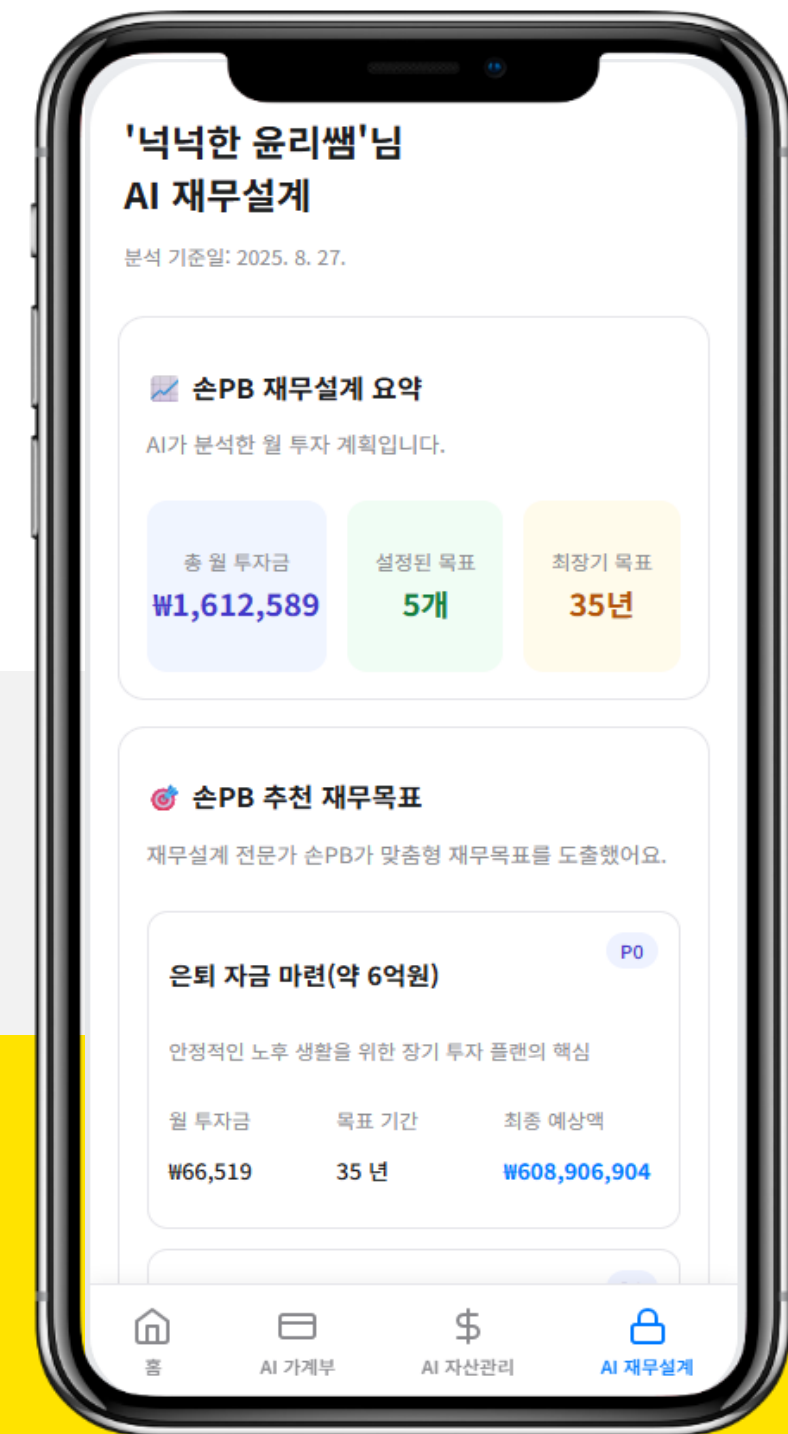 '넉넉한 윤리쌤'님
AI 재무설계
분석 기준일: 2025. 8. 27.
손PB 재무설계 요약
AI가 분석한 월 투자 계획입니다.
총 월 투자금
₩1,612,589
설정된 목표
5개
최장기 목표
35년
손PB 추천 재무목표
재무설계 전문가 손PB가 맞춤형 재무목표를 도출했어요.
P0
은퇴 자금 마련(약 6억원)
안정적인 노후 생활을 위한 장기 투자 플랜의 핵심
월 투자금 목표 기간 최종 예상액
₩66,519 35 년 ₩608,906,904
홈 AI 가계부 AI 자산관리 AI 재무설계